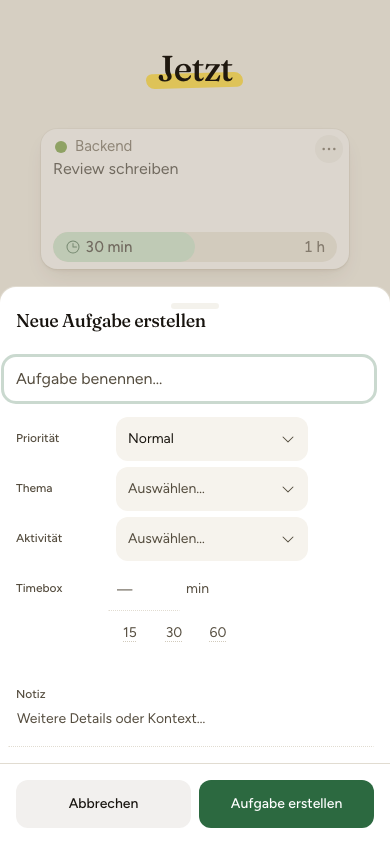 Jetzt
Backend
Review schreiben
30 min 1 h
Neue Aufgabe erstellen
Aufgabe benennen...
Priorität Normal
Thema Auswählen...
Aktivität Auswählen...
Timebox — min
15 30 60
Notiz
Weitere Details oder Kontext...
Abbrechen Aufgabe erstellen